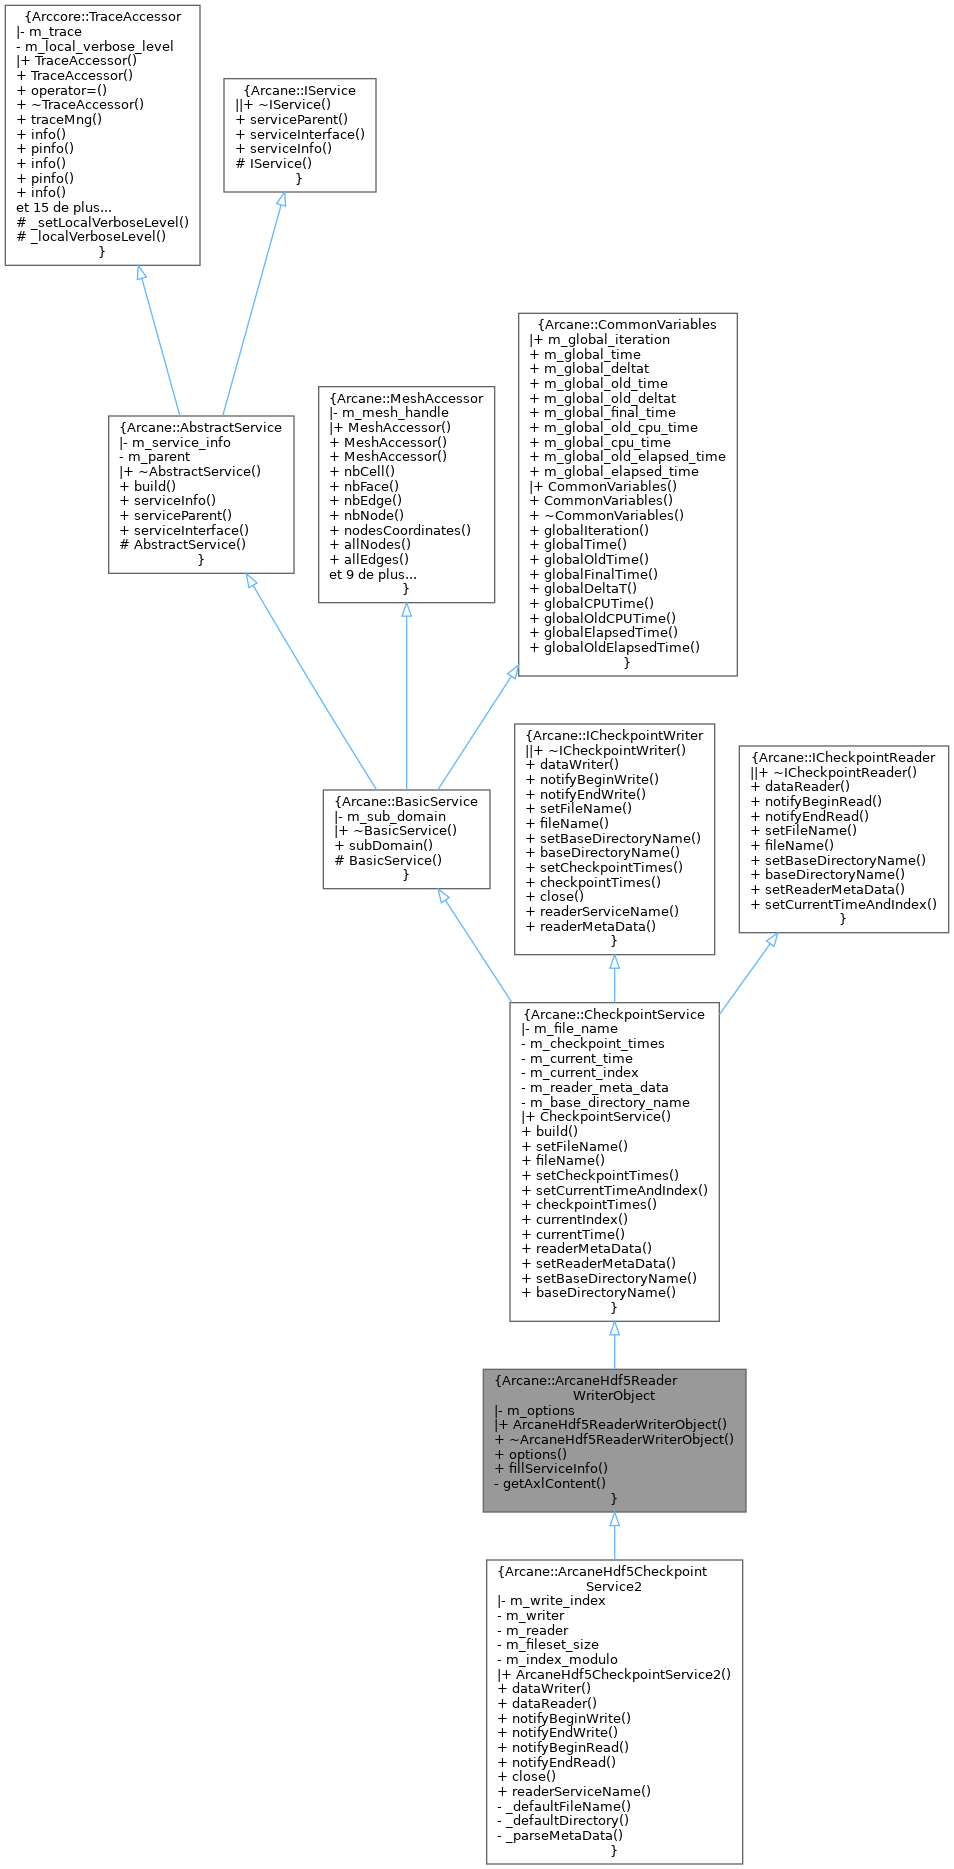 {Arccore::TraceAccessor
|- m_trace
- m_local_verbose_level
|+ TraceAccessor()
+ TraceAccessor()
+ operator=()
+ ~TraceAccessor()
+ traceMng()
+ info()
+ pinfo()
+ info()
+ pinfo()
+ info()
et 15 de plus...
# _setLocalVerboseLevel()
# _localVerboseLevel()
}
{Arcane::IService
||+ ~IService()
+ serviceParent()
+ serviceInterface()
+ serviceInfo()
# IService()
}
{Arcane::CommonVariables
|+ m_global_iteration
+ m_global_time
+ m_global_deltat
+ m_global_old_time
+ m_global_old_deltat
+ m_global_final_time
+ m_global_old_cpu_time
+ m_global_cpu_time
+ m_global_old_elapsed_time
+ m_global_elapsed_time
|+ CommonVariables()
+ CommonVariables()
+ ~CommonVariables()
+ globalIteration()
+ globalTime()
+ globalOldTime()
+ globalFinalTime()
+ globalDeltaT()
+ globalCPUTime()
+ globalOldCPUTime()
+ globalElapsedTime()
+ globalOldElapsedTime()
}
{Arcane::MeshAccessor
|- m_mesh_handle
|+ MeshAccessor()
+ MeshAccessor()
+ MeshAccessor()
+ nbCell()
+ nbFace()
+ nbEdge()
+ nbNode()
+ nodesCoordinates()
+ allNodes()
+ allEdges()
et 9 de plus...
}
{Arcane::AbstractService
|- m_service_info
- m_parent
|+ ~AbstractService()
+ build()
+ serviceInfo()
+ serviceParent()
+ serviceInterface()
# AbstractService()
}
{Arcane::BasicService
|- m_sub_domain
|+ ~BasicService()
+ subDomain()
# BasicService()
}
{Arcane::ICheckpointWriter
||+ ~ICheckpointWriter()
+ dataWriter()
+ notifyBeginWrite()
+ notifyEndWrite()
+ setFileName()
+ fileName()
+ setBaseDirectoryName()
+ baseDirectoryName()
+ setCheckpointTimes()
+ checkpointTimes()
+ close()
+ readerServiceName()
+ readerMetaData()
}
{Arcane::ICheckpointReader
||+ ~ICheckpointReader()
+ dataReader()
+ notifyBeginRead()
+ notifyEndRead()
+ setFileName()
+ fileName()
+ setBaseDirectoryName()
+ baseDirectoryName()
+ setReaderMetaData()
+ setCurrentTimeAndIndex()
}
{Arcane::CheckpointService
|- m_file_name
- m_checkpoint_times
- m_current_time
- m_current_index
- m_reader_meta_data
- m_base_directory_name
|+ CheckpointService()
+ build()
+ setFileName()
+ fileName()
+ setCheckpointTimes()
+ setCurrentTimeAndIndex()
+ checkpointTimes()
+ currentIndex()
+ currentTime()
+ readerMetaData()
+ setReaderMetaData()
+ setBaseDirectoryName()
+ baseDirectoryName()
}
{Arcane::ArcaneHdf5Reader
WriterObject
|- m_options
|+ ArcaneHdf5ReaderWriterObject()
+ ~ArcaneHdf5ReaderWriterObject()
+ options()
+ fillServiceInfo()
- getAxlContent()
}
{Arcane::ArcaneHdf5Checkpoint
Service2
|- m_write_index
- m_writer
- m_reader
- m_fileset_size
- m_index_modulo
|+ ArcaneHdf5CheckpointService2()
+ dataWriter()
+ dataReader()
+ notifyBeginWrite()
+ notifyEndWrite()
+ notifyBeginRead()
+ notifyEndRead()
+ close()
+ readerServiceName()
- _defaultFileName()
- _defaultDirectory()
- _parseMetaData()
}